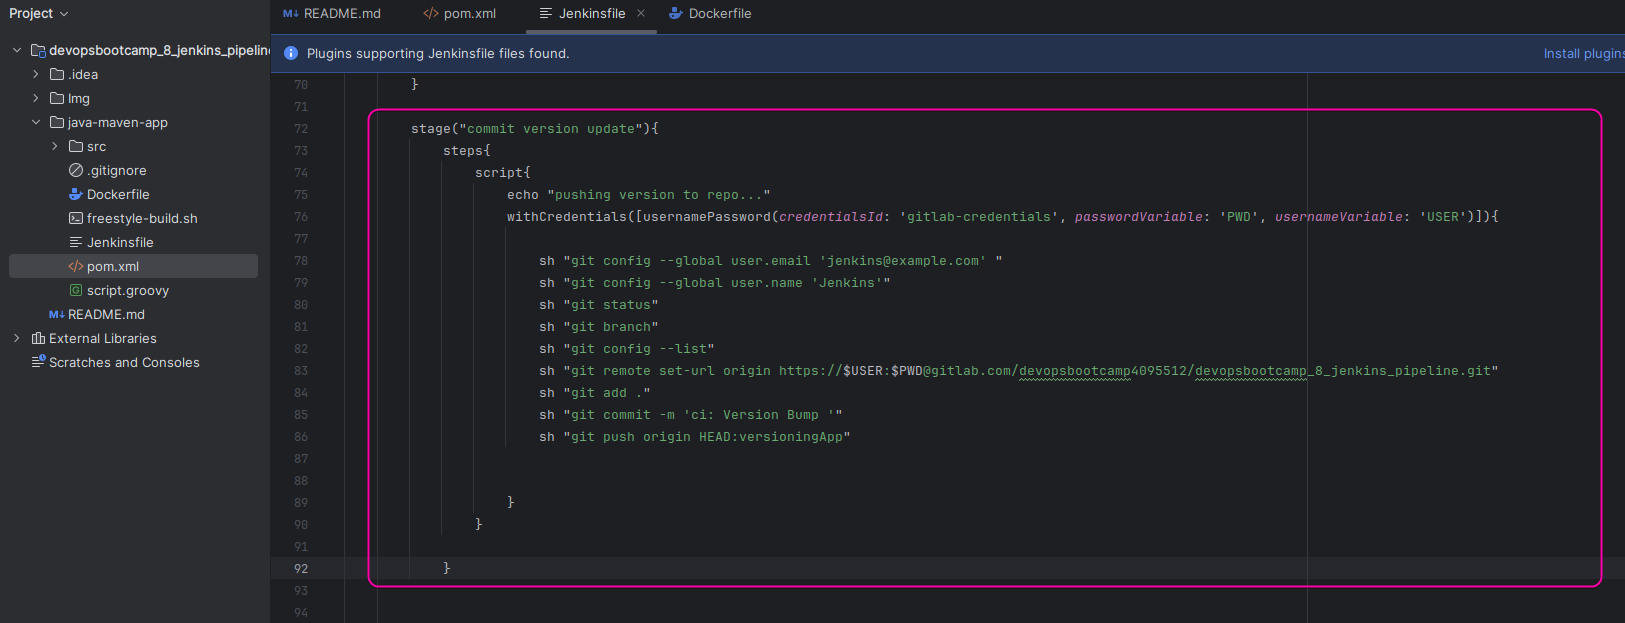 Project
README.md
pom.xml
Jenkinsfile
Dockerfile
devopsbootcamp_8_jenkins_pipeline
.idea
Img
java-maven-app
src
.gitignore
Dockerfile
freestyle-build.sh
Jenkinsfile
pom.xml
script.groovy
README.md
External Libraries
Scratches and Consoles
Plugins supporting Jenkinsfile files found.
Install plugins
70 }
71
72 stage("commit version update"){
73 steps{
74 script{
75 echo "pushing version to repo..."
76 withCredentials([usernamePassword(credentialsId: 'gitlab-credentials', passwordVariable: 'PWD', usernameVariable: 'USER')]){
77
78 sh "git config --global user.email 'jenkins@example.com' "
79 sh "git config --global user.name 'Jenkins'"
80 sh "git status"
81 sh "git branch"
82 sh "git config --list"
83 sh "git remote set-url origin https://$USER:$PWD@gitlab.com/devopsbootcamp4095512/devopsbootcamp_8_jenkins_pipeline.git"
84 sh "git add ."
85 sh "git commit -m 'ci: Version Bump '"
86 sh "git push origin HEAD:versioningApp"
87
88
89 }
90 }
91
92 }
93
94